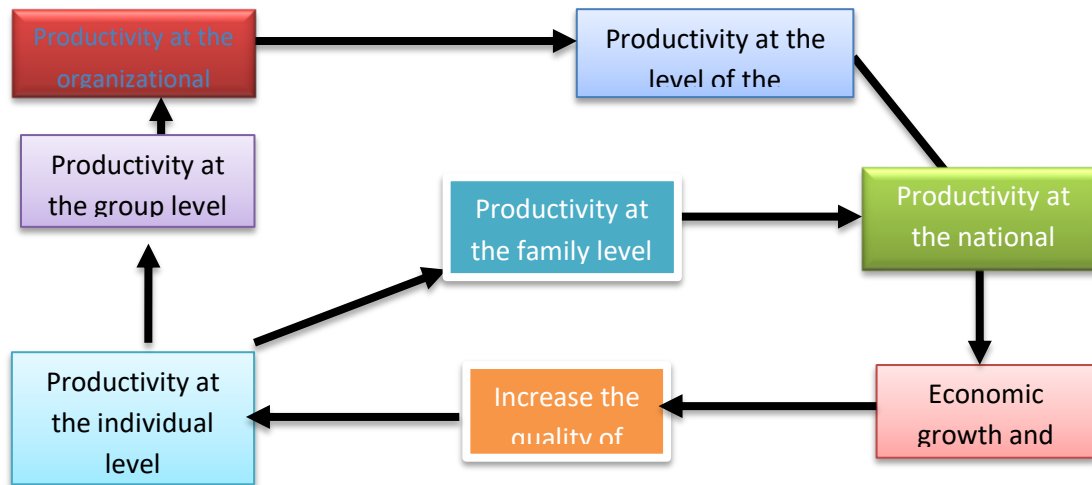 Productivity at the
organizational
Productivity at the
level of the
Productivity at
the group level
Productivity at
the family level
Productivity at
the national
Productivity at
the individual
level
Increase the
quality of
Economic
growth and